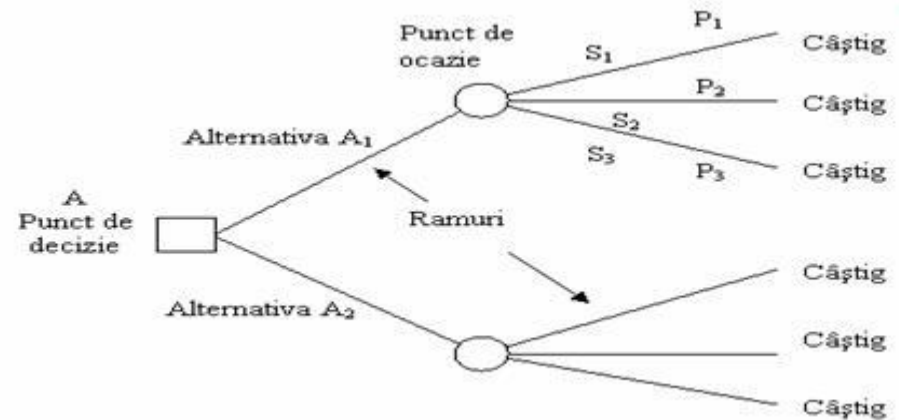 Punct de
ocazie
P₁
S₁
Câştig
P₂
Câştig
S₂
S₃
P₃
Câştig
Alternativa A₁
A
Punct de
decizie
Ramuri
Alternativa A₂
Câştig
Câştig
Câştig